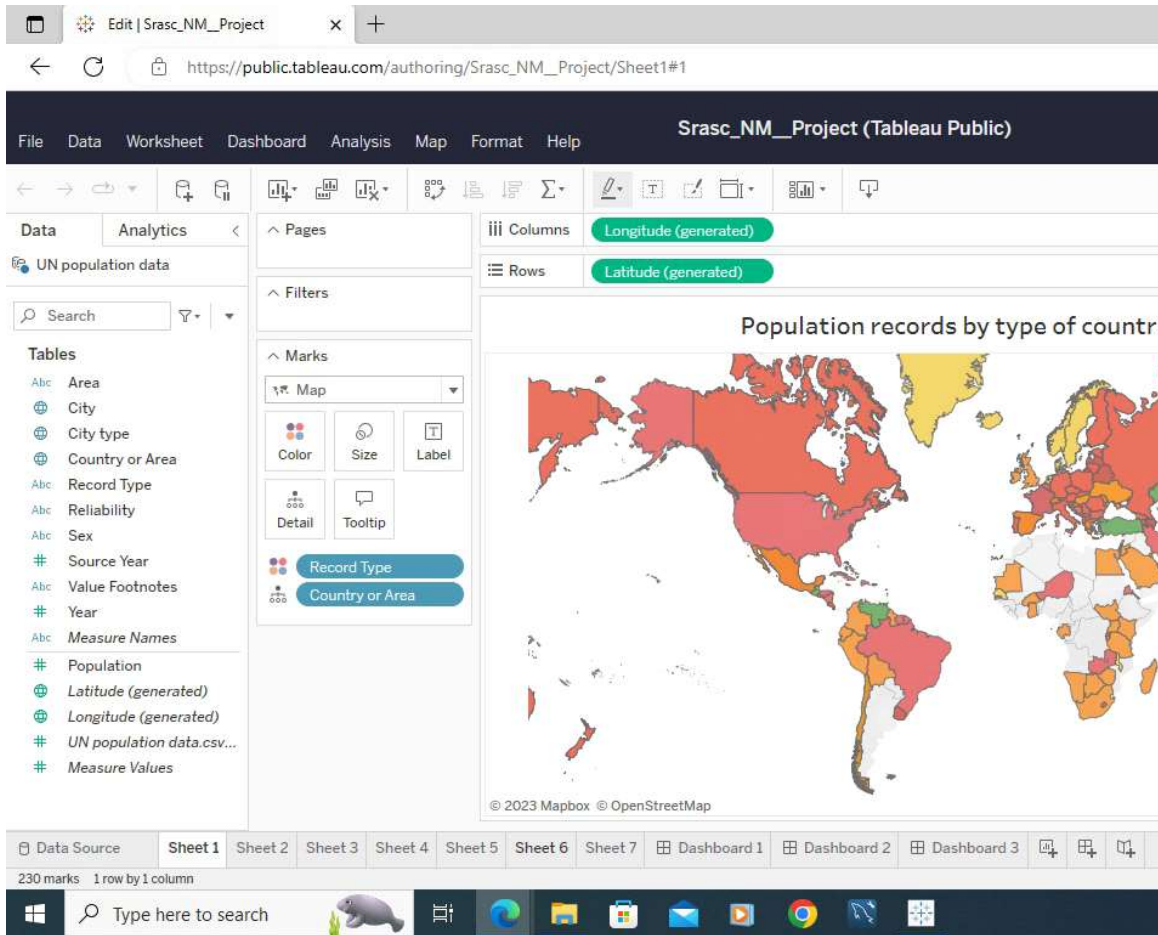 Edit | Srasc_NM__Project
https://public.tableau.com/authoring/Srasc_NM__Project/Sheet1#1
Srasc_NM__Project (Tableau Public)
File Data Worksheet Dashboard Analysis Map Format Help
Data Analytics
Pages
Columns Longitude (generated)
UN population data
Rows Latitude (generated)
Filters
Search
Population records by type of countr
Tables
Marks
Abc Area
Map
City
City type
Color Size Label
Country or Area
Abc Record Type
Abc Reliability
Detail Tooltip
Abc Sex
# Source Year
Record Type
Abc Value Footnotes
Country or Area
# Year
Abc Measure Names
# Population
Latitude (generated)
Longitude (generated)
# UN population data.csv...
# Measure Values
© 2023 Mapbox © OpenStreetMap
Data Source Sheet 1 Sheet 2 Sheet 3 Sheet 4 Sheet 5 Sheet 6 Sheet 7 Dashboard 1 Dashboard 2 Dashboard 3
230 marks 1 row by 1 column
Type here to search